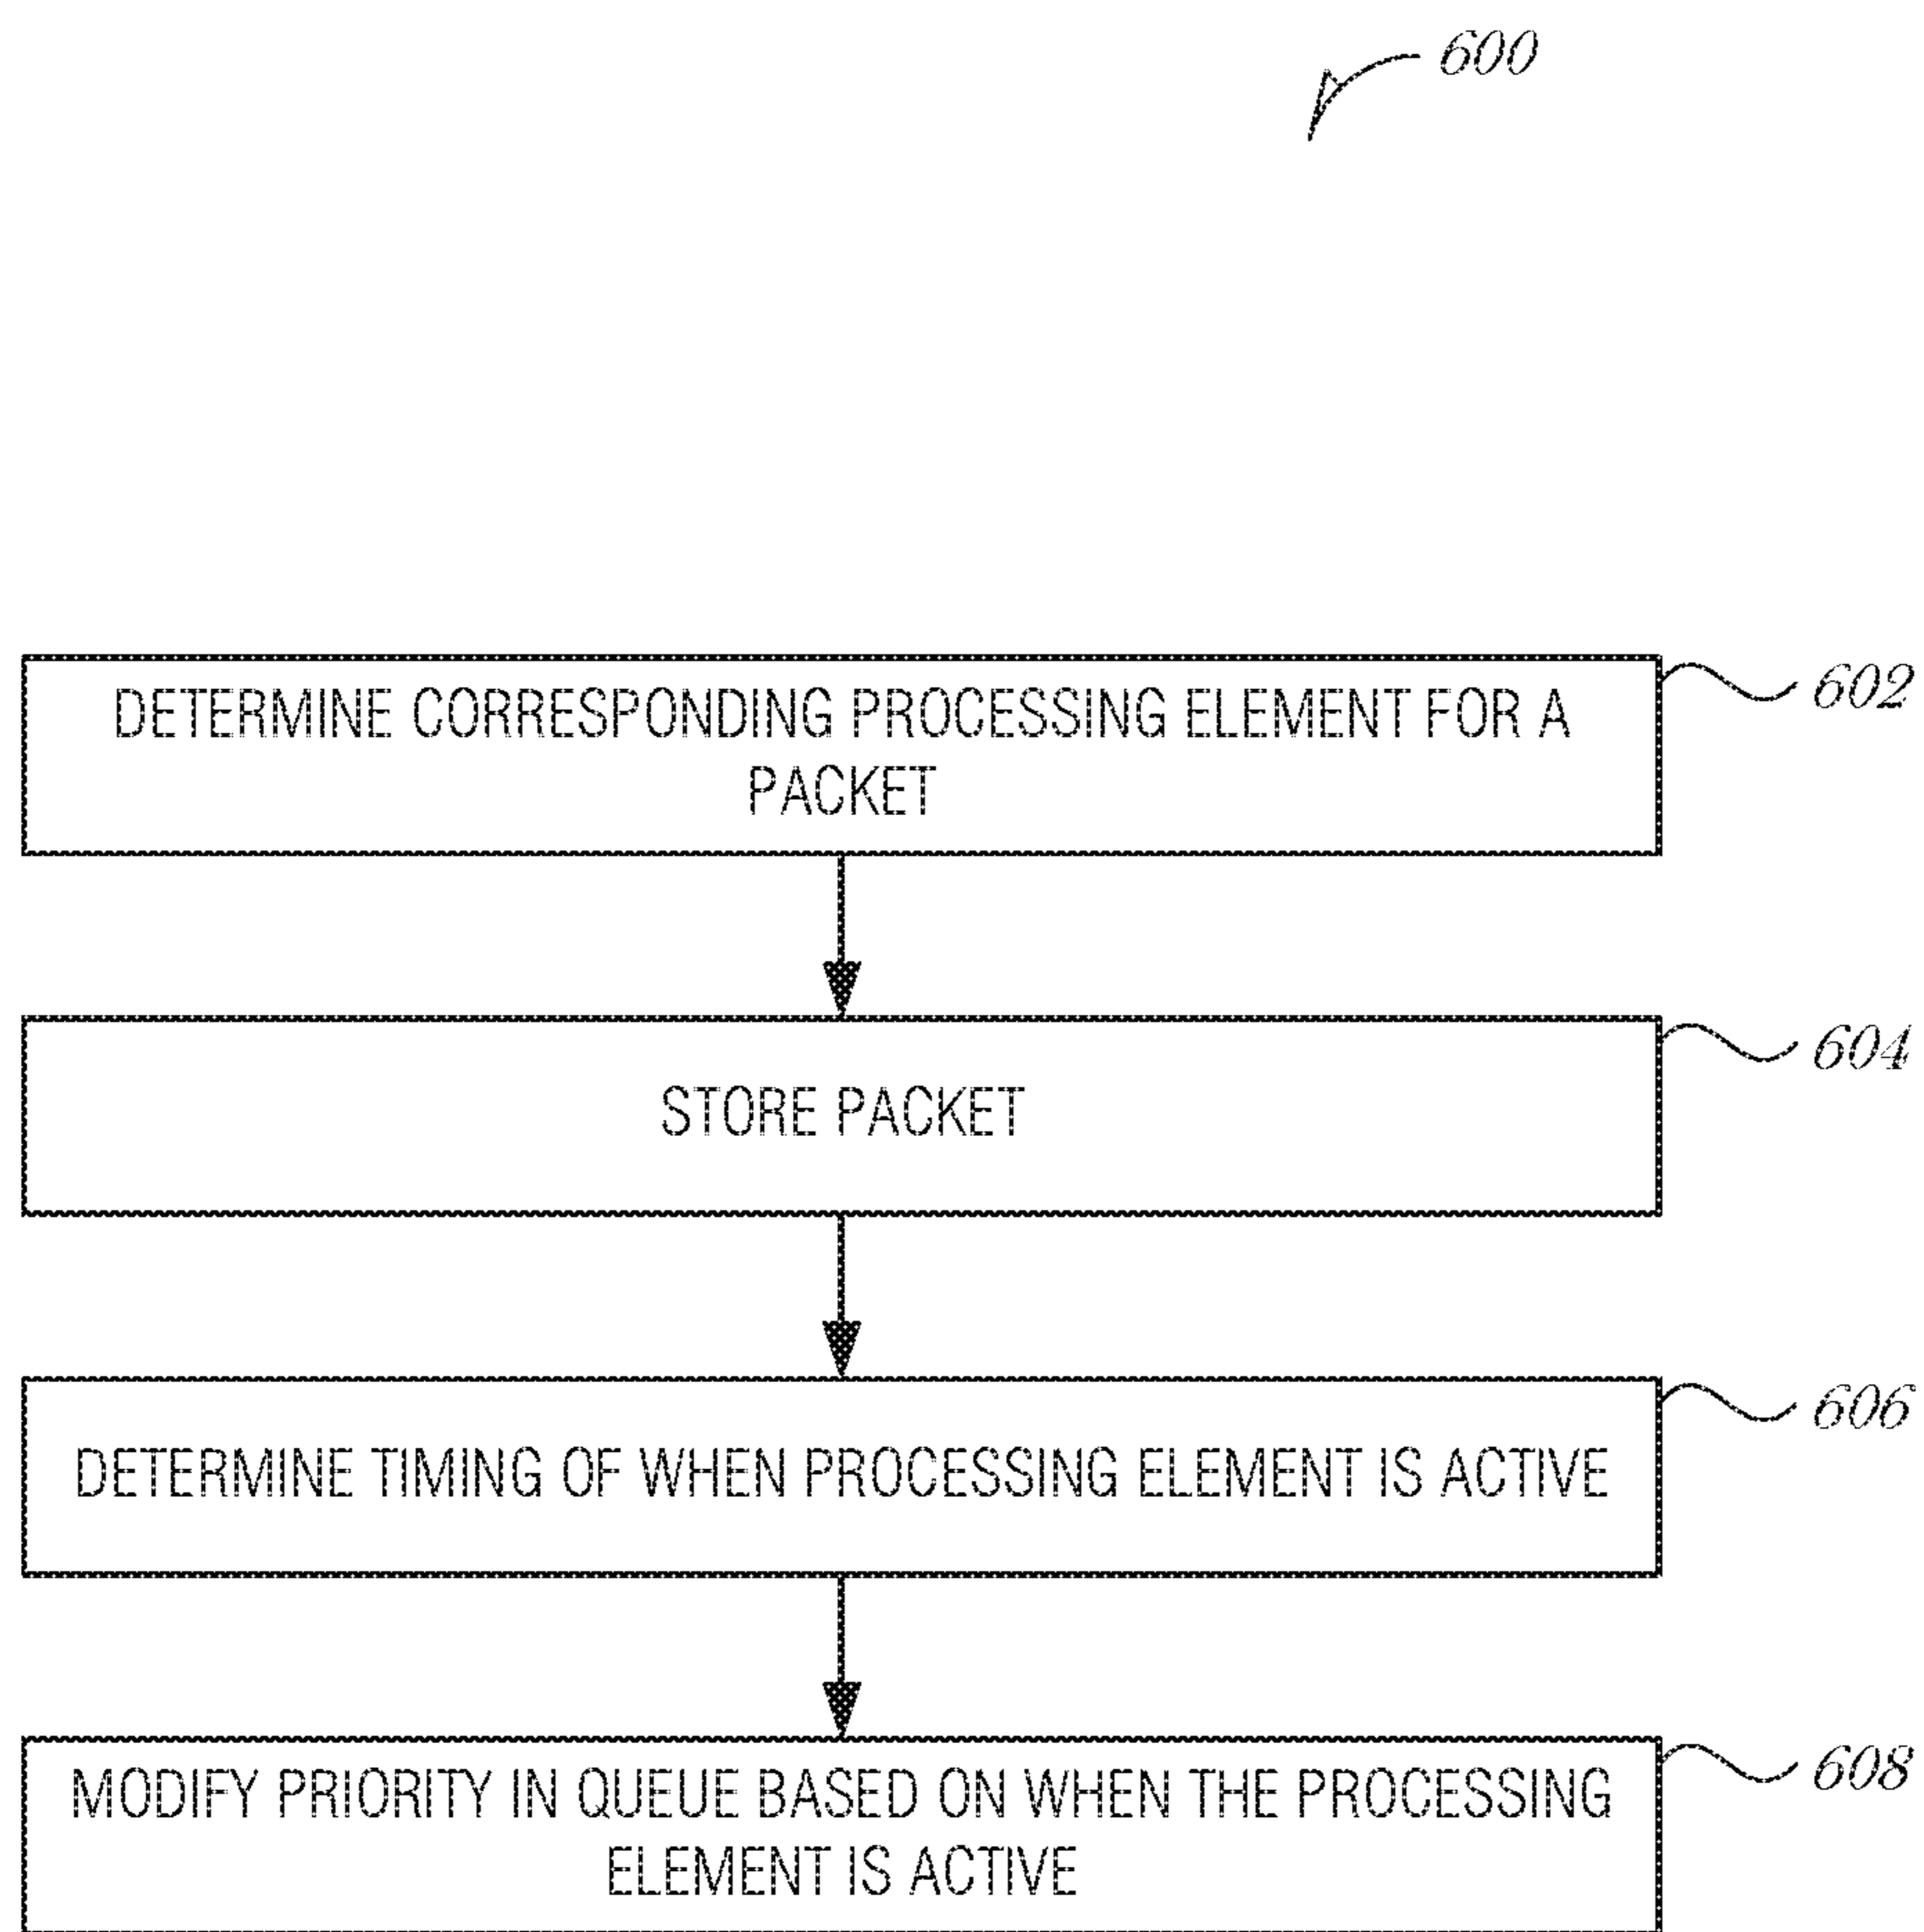 600
DETERMINE CORRESPONDING PROCESSING ELEMENT FOR A
PACKET
602
STORE PACKET
604
DETERMINE TIMING OF WHEN PROCESSING ELEMENT IS ACTIVE
606
MODIFY PRIORITY IN QUEUE BASED ON WHEN THE PROCESSING
ELEMENT IS ACTIVE
608